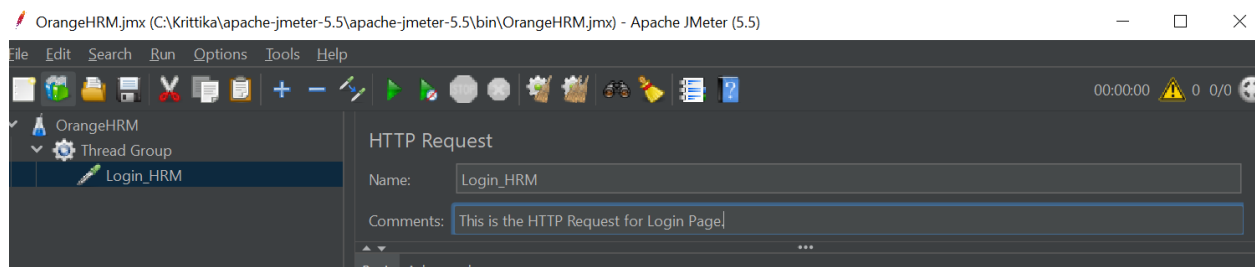 OrangeHRM.jmx (C:\Krittika\apache-jmeter-5.5\apache-jmeter-5.5\bin\OrangeHRM.jmx) - Apache JMeter (5.5)
File Edit Search Run Options Tools Help
00:00:00 0 0/0
OrangeHRM
Thread Group
Login_HRM
HTTP Request
Name: Login_HRM
Comments: This is the HTTP Request for Login Page.